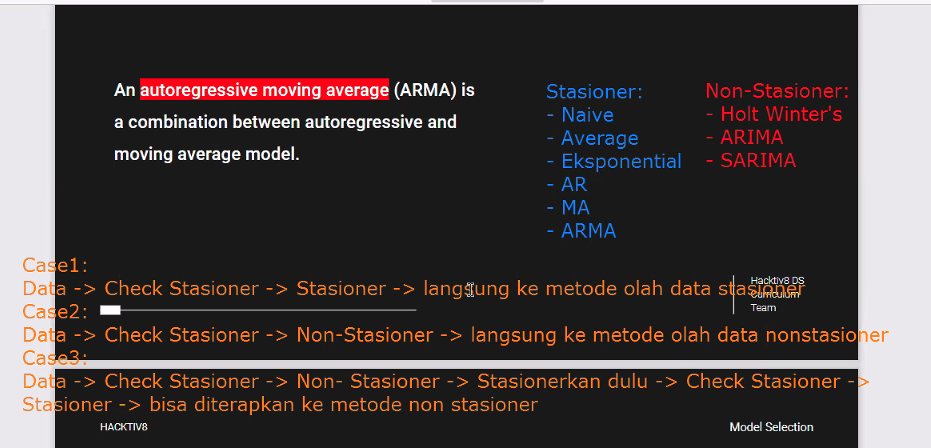 An autoregressive moving average (ARMA) is
a combination between autoregressive and
moving average model.
Stasioner:
- Naive
- Average
- Eksponential
- AR
- MA
- ARMA
Non-Stasioner:
- Holt Winter's
- ARIMA
- SARIMA
Case1:
Data -> Check Stasioner -> Stasioner -> langsung ke metode olah data stasioner
Hacktiv8 DS
Curriculum
Team
Case2:
Data -> Check Stasioner -> Non-Stasioner -> langsung ke metode olah data nonstasioner
Case3:
Data -> Check Stasioner -> Non- Stasioner -> Stasionerkan dulu -> Check Stasioner ->
Stasioner -> bisa diterapkan ke metode non stasioner
HACKTIV8
Model Selection